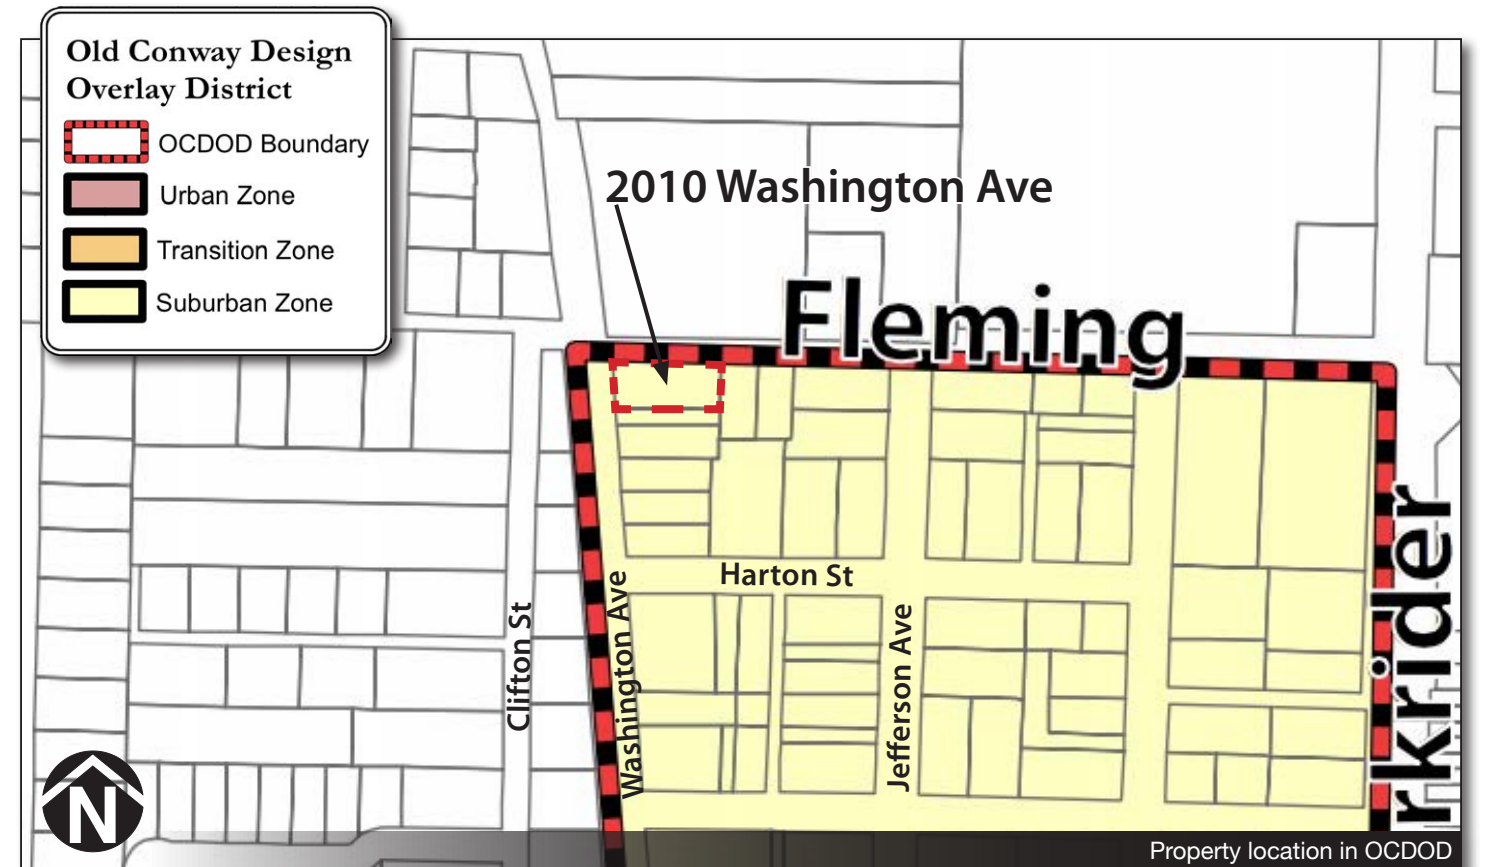 Old Conway Design
Overlay District
OCDOD Boundary
Urban Zone
Transition Zone
Suburban Zone
2010 Washington Ave
Fleming
Harton St
Clifton St
Washington Ave
Jefferson Ave
rkrider
N
Property location in OCDOD